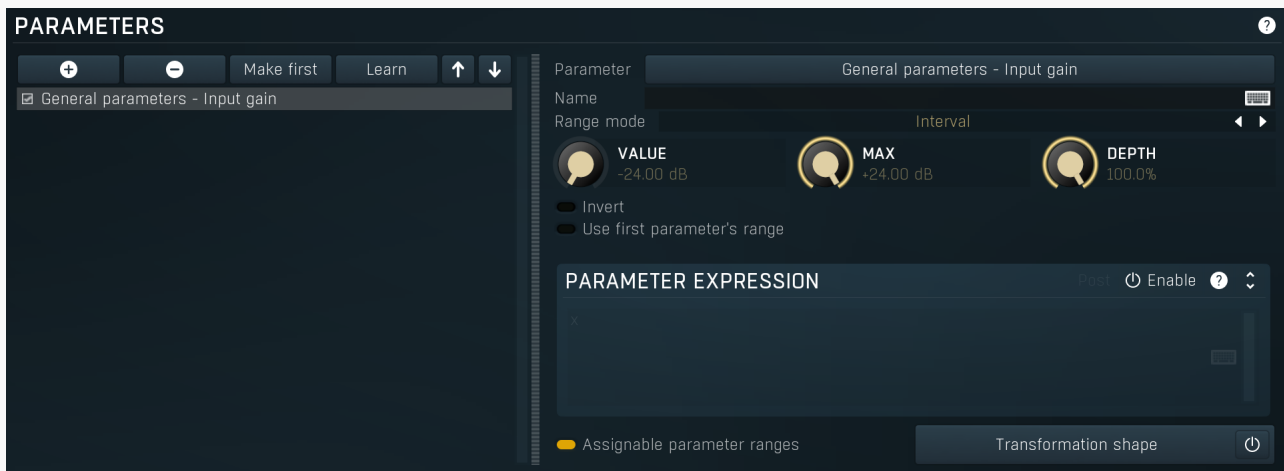 PARAMETERS
?
Make first Learn
General parameters - Input gain
Parameter General parameters - Input gain
Name
Range mode Interval
VALUE
-24.00 dB
MAX
+24.00 dB
DEPTH
100.0%
Invert
Use first parameter's range
PARAMETER EXPRESSION Post Enable ?
x
Assignable parameter ranges Transformation shape